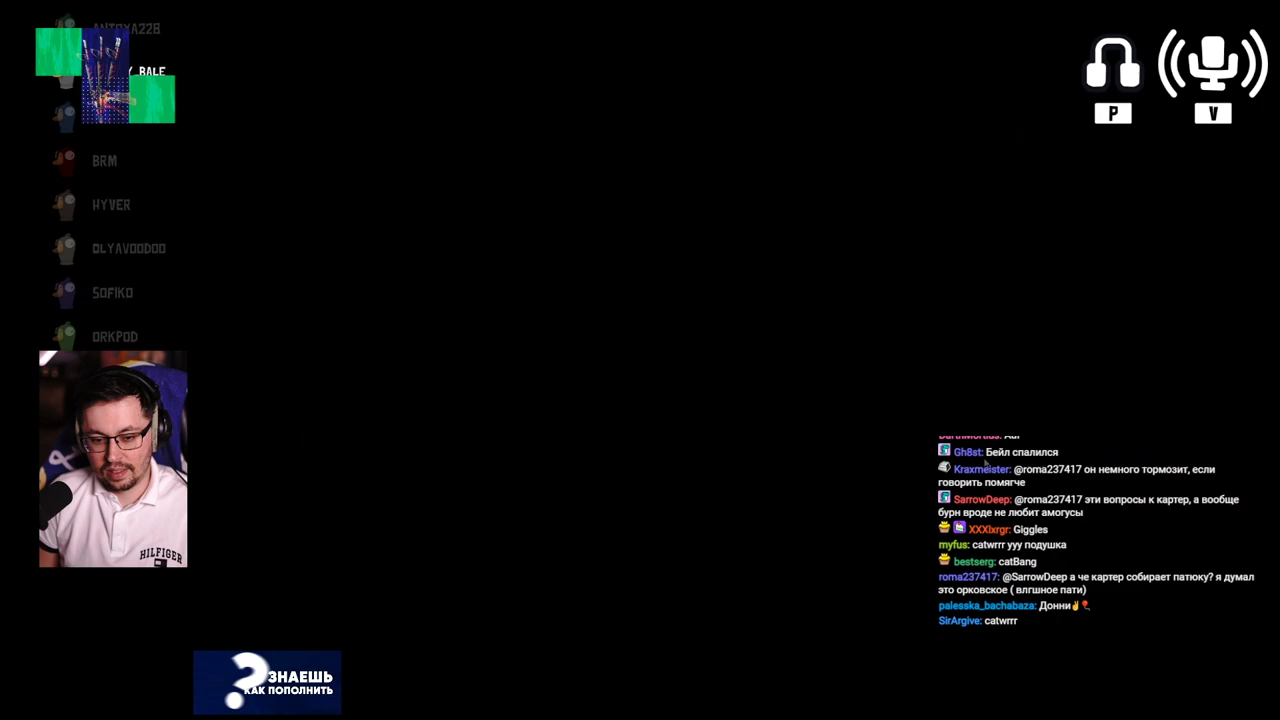 ANTOXA228
Y_BALE
BRM
HYVER
OLYAVOODOO
SOFIKO
ORKPOD
P
V
Gh8st: Бейл спалился
Kraxmeister: @roma237417 он немного тормозит, если
говорить помягче
SarrowDeep: @roma237417 эти вопросы к картер, а вообще
бурн вроде не любит амогусы
XXXIxrgr: Giggles
myfus: catwrrr ууу подушка
bestserg: catBang
roma237417: @SarrowDeep а че картер собирает патюку? я думал
это орковское ( влгшное пати)
palesska_bachabaza: Донни✌🎈
SirArgive: catwrrr
HILFIGER
? ЗНАЕШЬ
КАК ПОПОЛНИТЬ